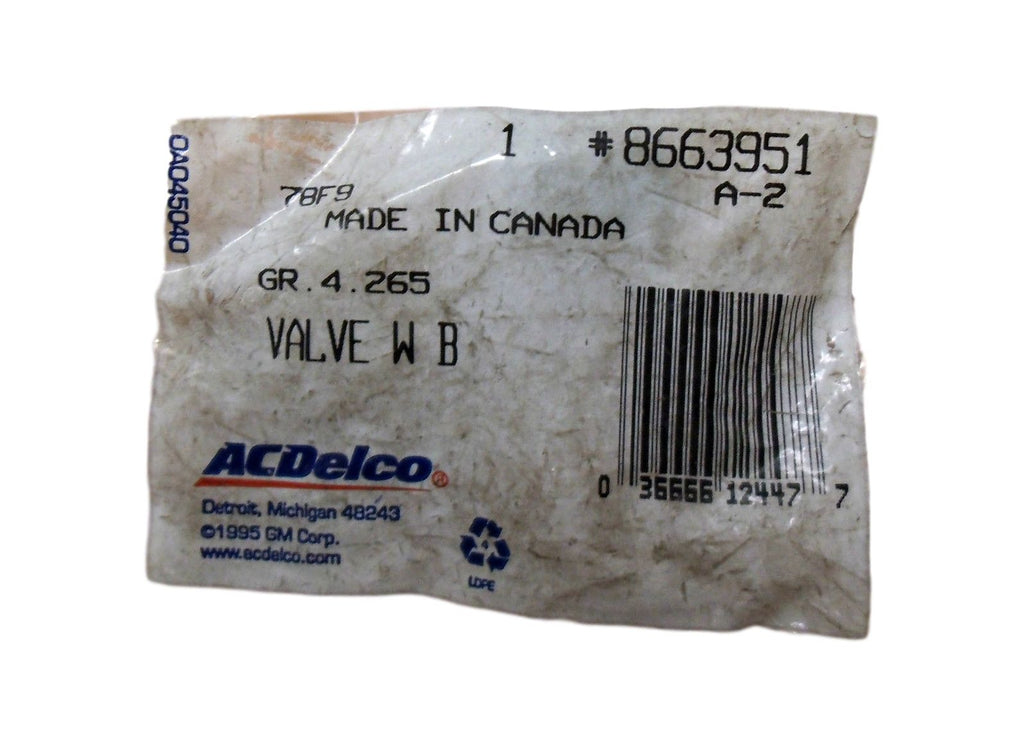 1 #8663951
A-2
78F9
MADE IN CANADA
GR.4.265
VALVE W B
0 36666 12447 7
ACDelco®
Detroit, Michigan 48243
©1995 GM Corp.
www.acdelco.com
4
LDPE
0A045040